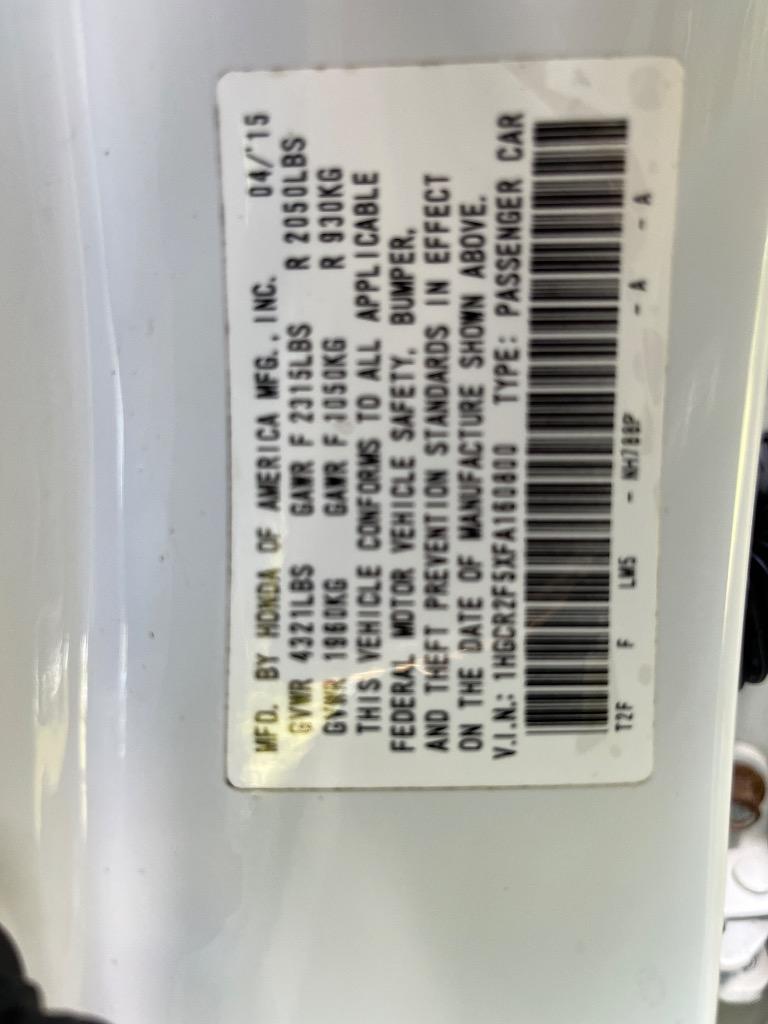 MFD. BY HONDA OF AMERICA MFG., INC. 04/'15
GVWR 4321LBS GAWR F 2315LBS R 2050LBS
GVWR 1960KG GAWR F 1050KG R 930KG
THIS VEHICLE CONFORMS TO ALL APPLICABLE
FEDERAL MOTOR VEHICLE SAFETY, BUMPER,
AND THEFT PREVENTION STANDARDS IN EFFECT
ON THE DATE OF MANUFACTURE SHOWN ABOVE.
V.I.N.: 1HGCR2F5XFA160800 TYPE: PASSENGER CAR
T2F F LW5 - NH788P - A - A